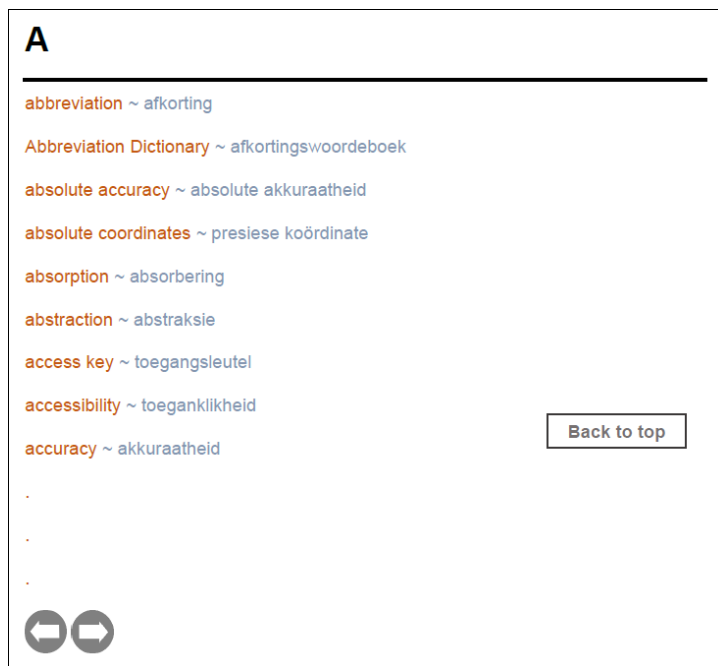 A
abbreviation ~ afkorting
Abbreviation Dictionary ~ afkortingswoordeboek
absolute accuracy ~ absolute akkuraatheid
absolute coordinates ~ presiese koördinate
absorption ~ absorbering
abstraction ~ abstraksie
access key ~ toegangsleutel
accessibility ~ toeganklikheid
Back to top
accuracy ~ akkuraatheid
.
.
.